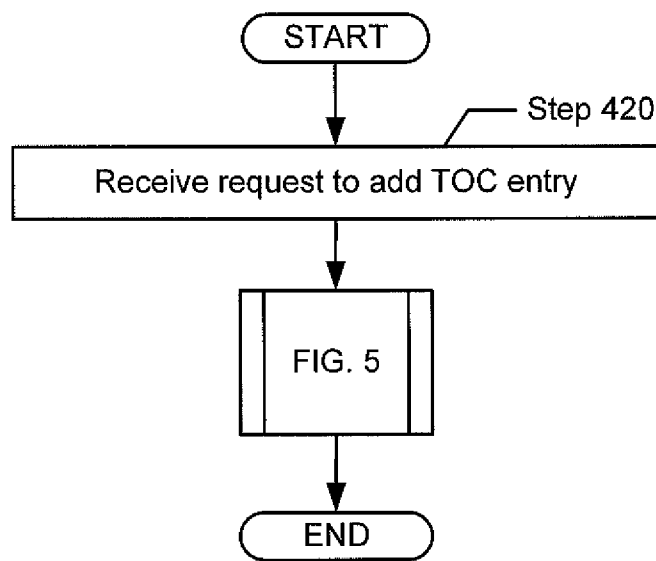 START
Step 420
Receive request to add TOC entry
FIG. 5
END